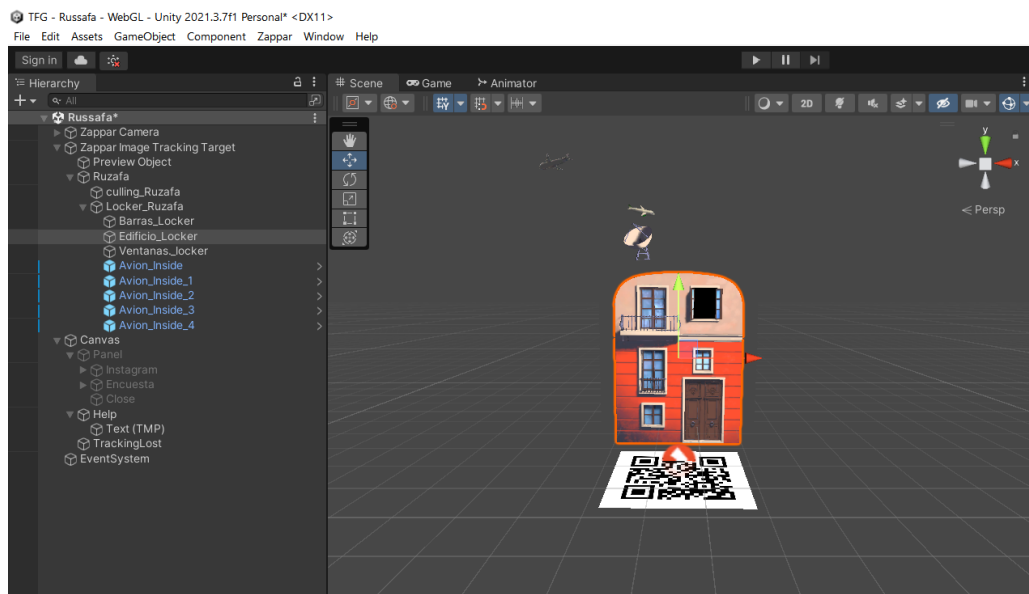 TFG - Russafa - WebGL - Unity 2021.3.7f1 Personal* <DX11>
File Edit Assets GameObject Component Zappar Window Help
Sign in
Hierarchy
# Scene Game Animator
All
2D
Russafa*
Zappar Camera
Zappar Image Tracking Target
Preview Object
Ruzafa
culling_Ruzafa
Locker_Ruzafa
Barras_Locker
Edificio_Locker
Ventanas_locker
Avion_Inside
Avion_Inside_1
Avion_Inside_2
Avion_Inside_3
Avion_Inside_4
Canvas
Panel
Instagram
Encuesta
Close
Help
Text (TMP)
TrackingLost
EventSystem
y
x
< Persp